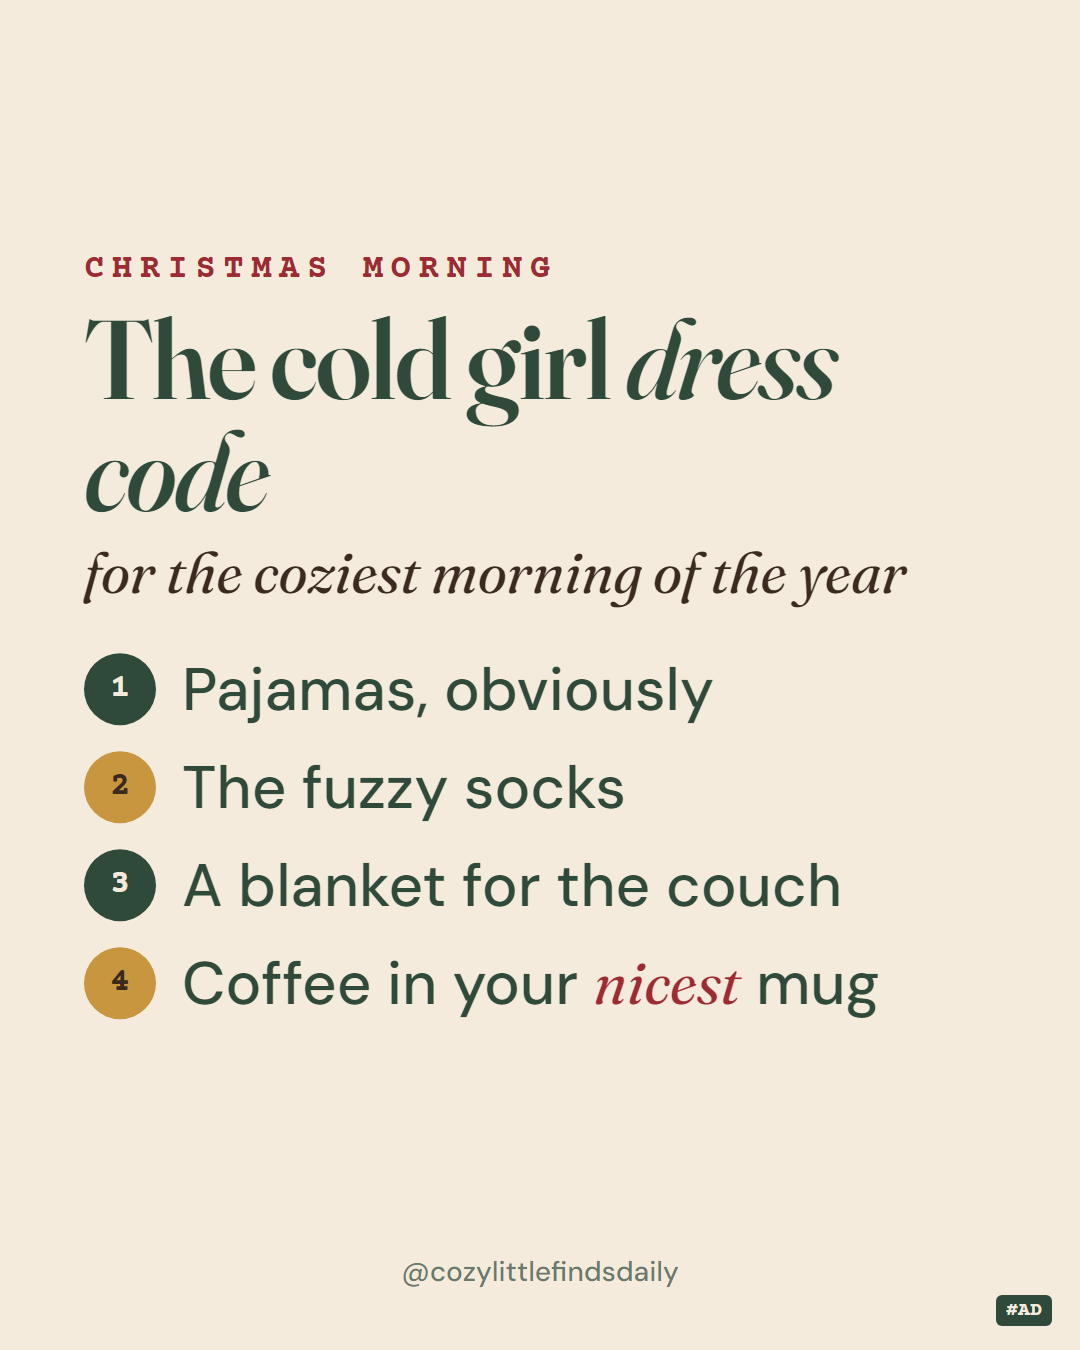 CHRISTMAS MORNING
The cold girl dress
code
for the coziest morning of the year
1 Pajamas, obviously
2 The fuzzy socks
3 A blanket for the couch
4 Coffee in your nicest mug
@cozylittlefindsdaily
#AD